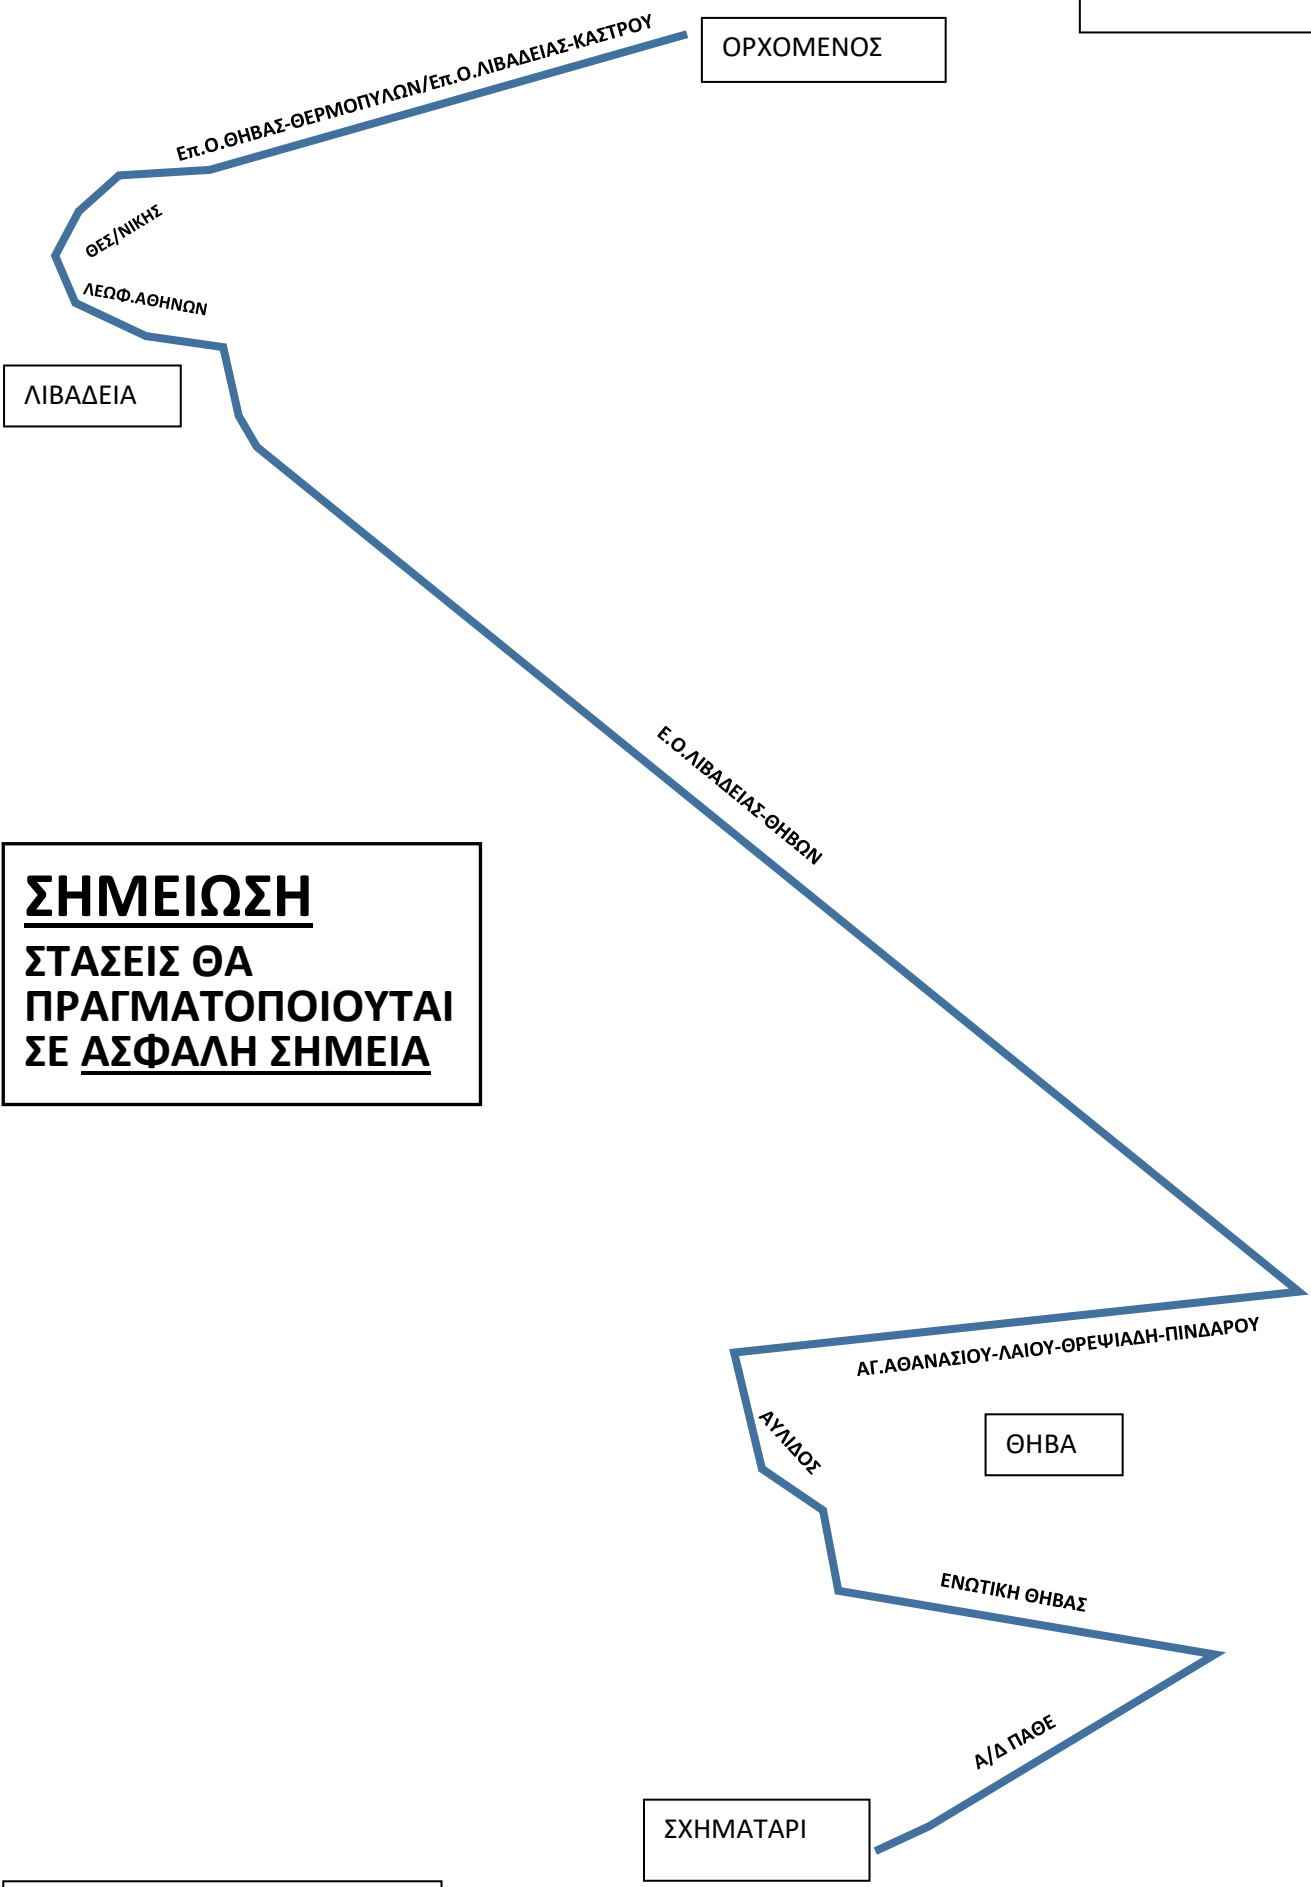 ΟΡΧΟΜΕΝΟΣ
Επ.Ο.ΘΗΒΑΣ-ΘΕΡΜΟΠΥΛΩΝ/Επ.Ο.ΛΙΒΑΔΕΙΑΣ-ΚΑΣΤΡΟΥ
ΘΕΣ/ΝΙΚΗΣ
ΛΕΩΦ.ΑΘΗΝΩΝ
ΛΙΒΑΔΕΙΑ
Ε.Ο.ΛΙΒΑΔΕΙΑΣ-ΘΗΒΩΝ
ΣΗΜΕΙΩΣΗ
ΣΤΑΣΕΙΣ ΘΑ
ΠΡΑΓΜΑΤΟΠΟΙΟΥΤΑΙ
ΣΕ ΑΣΦΑΛΗ ΣΗΜΕΙΑ
ΑΓ.ΑΘΑΝΑΣΙΟΥ-ΛΑΙΟΥ-ΘΡΕΨΙΑΔΗ-ΠΙΝΔΑΡΟΥ
ΑΥΛΙΔΟΣ
ΘΗΒΑ
ΕΝΩΤΙΚΗ ΘΗΒΑΣ
Α/Δ ΠΑΘΕ
ΣΧΗΜΑΤΑΡΙ